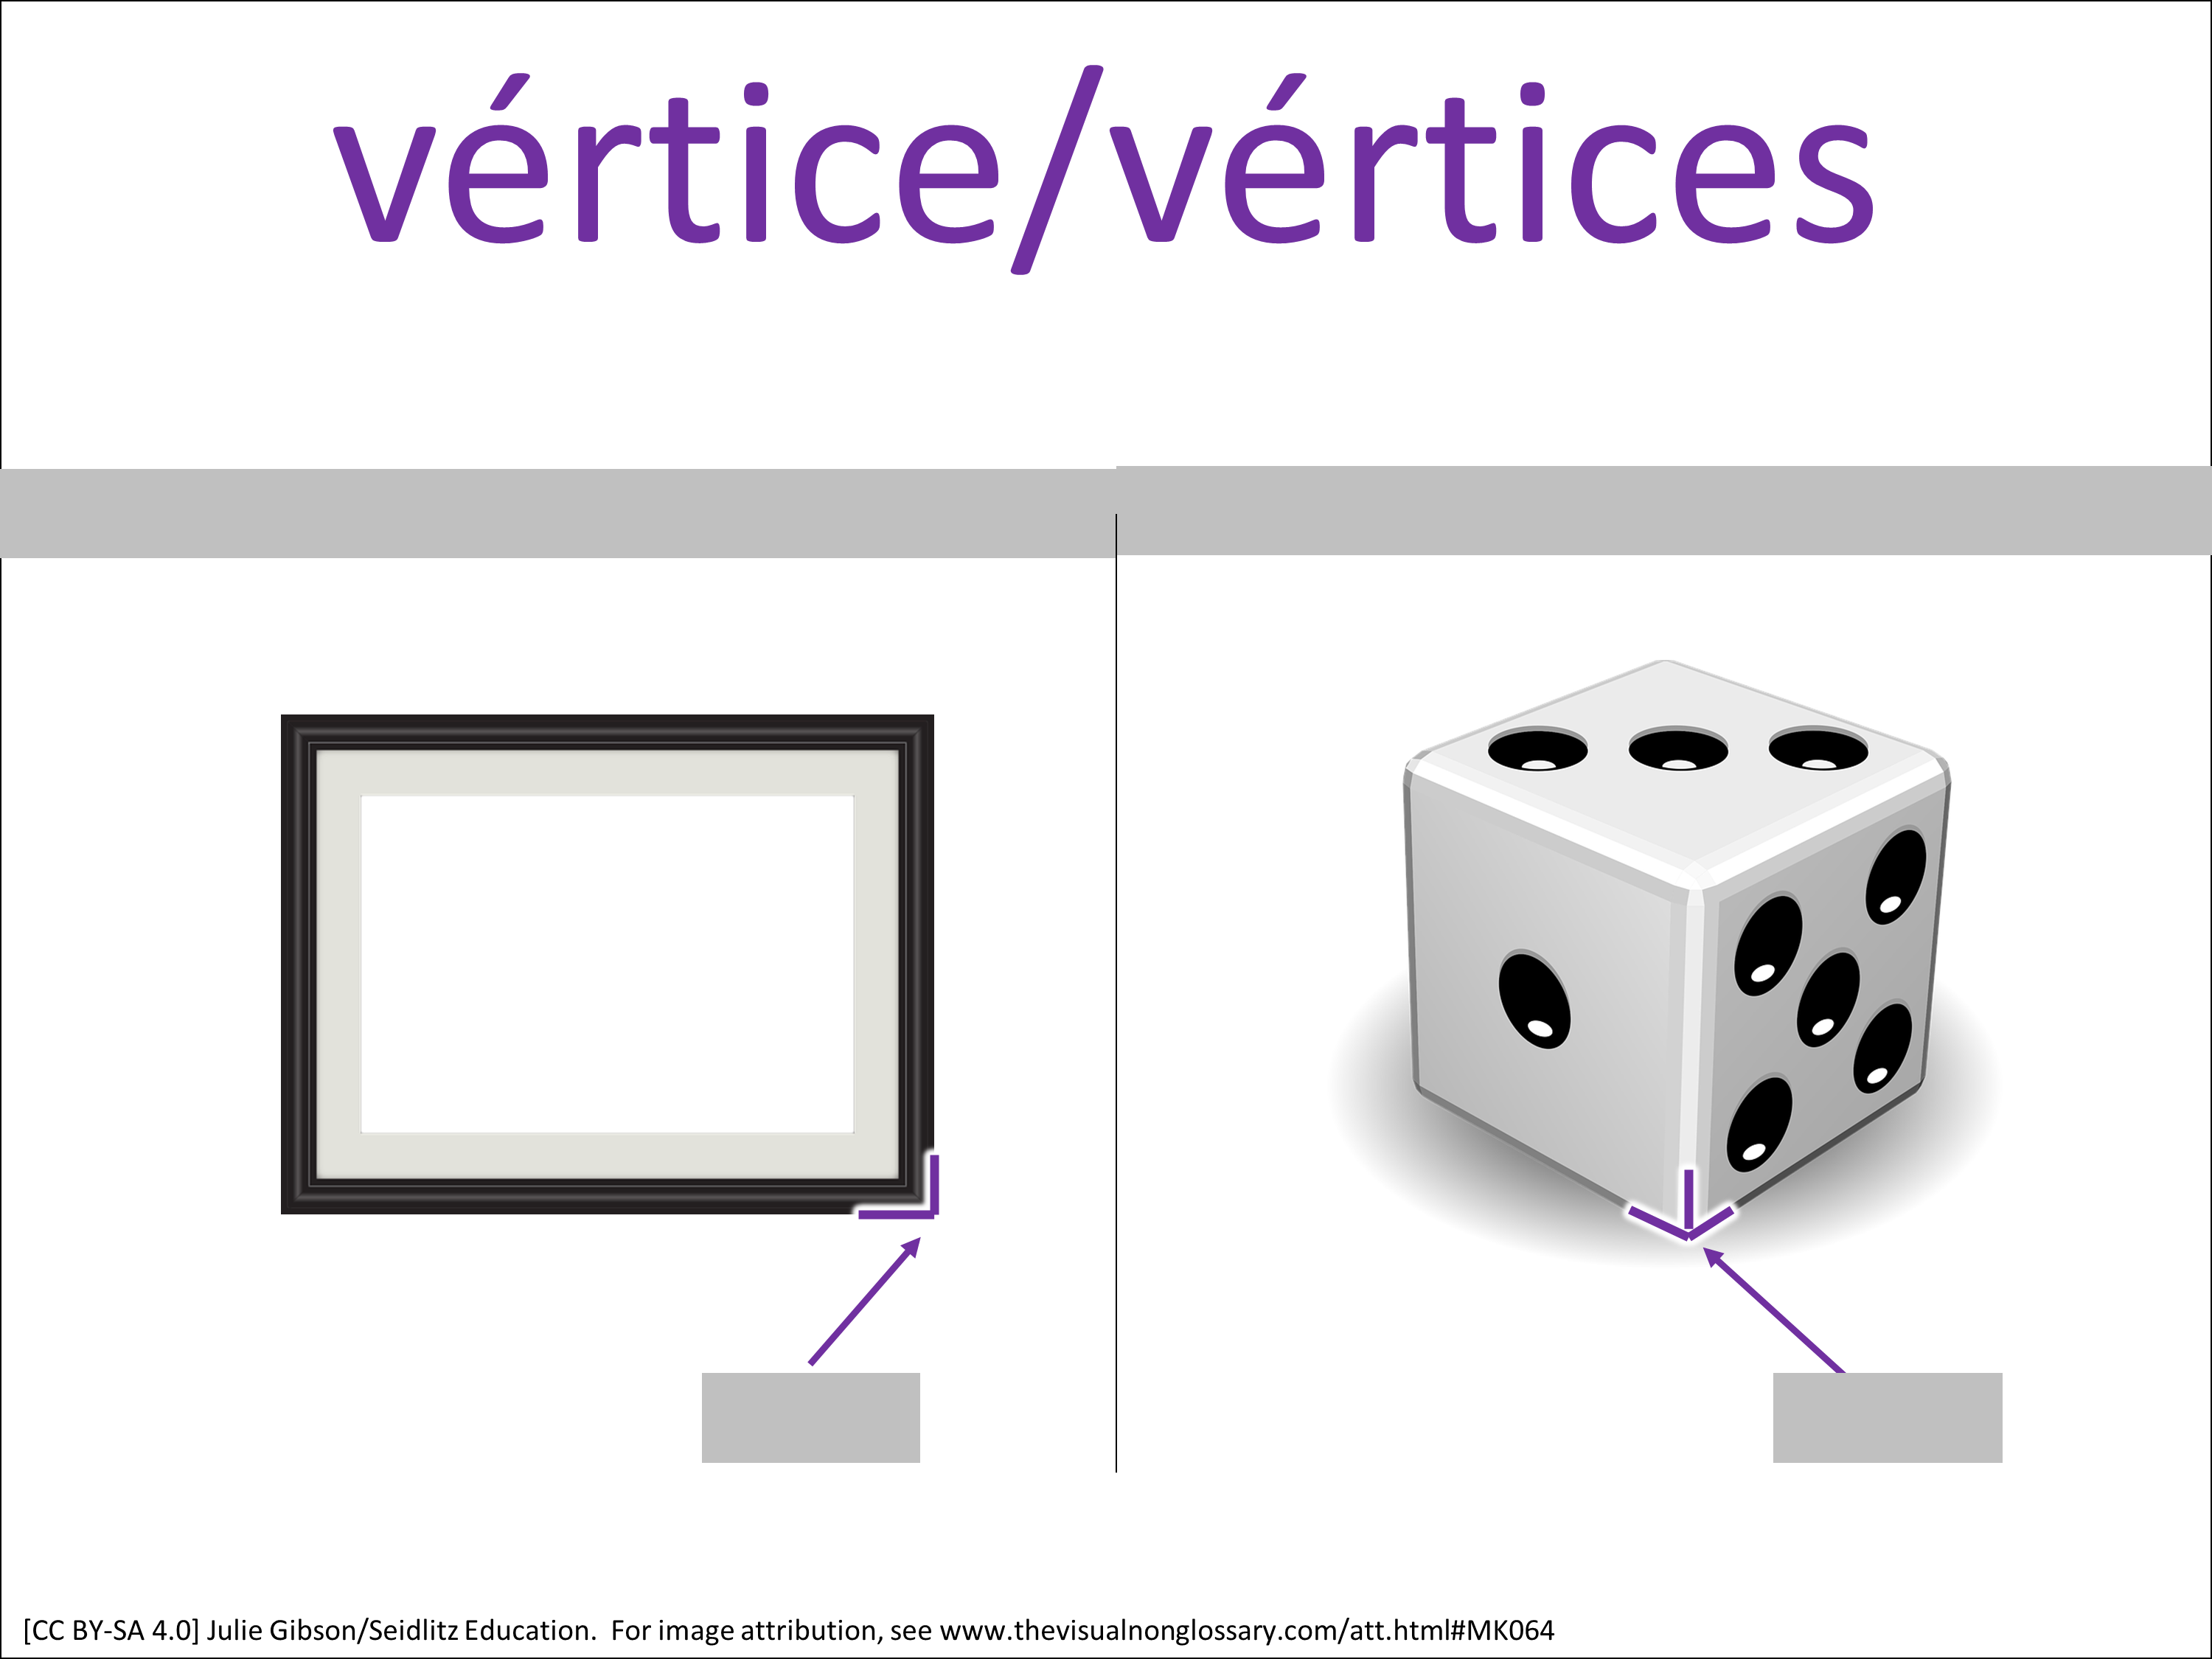 vértice/vértices
[CC BY-SA 4.0] Julie Gibson/Seidlitz Education.  For image attribution, see www.thevisualnonglossary.com/att.html#MK064